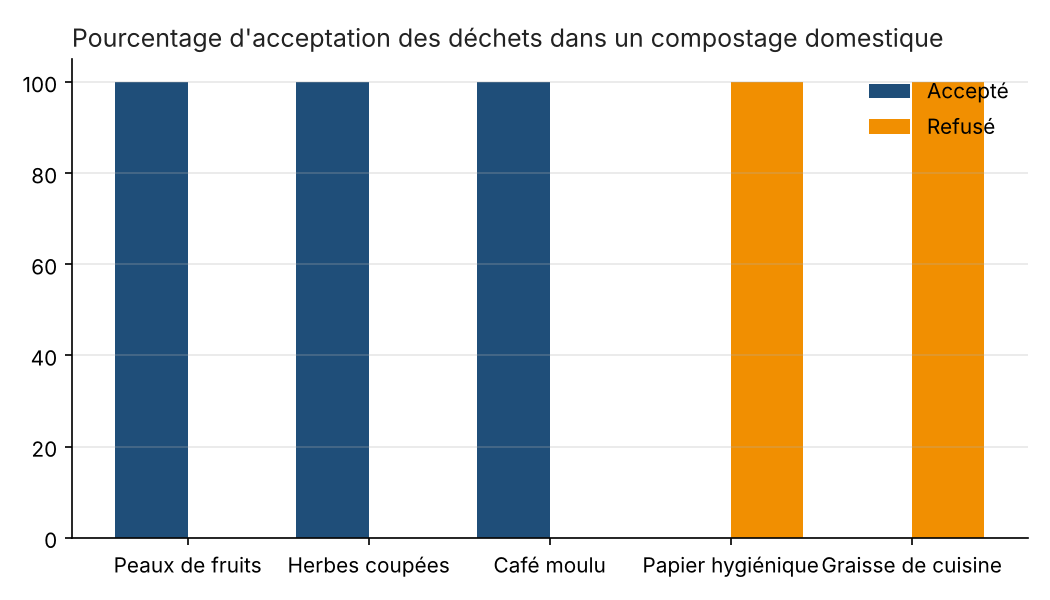 Pourcentage d'acceptation des déchets dans un compostage domestique
100
80
60
40
20
0
Accepté
Refusé
Peaux de fruits
Herbes coupées
Café moulu
Papier hygiénique
Graisse de cuisine